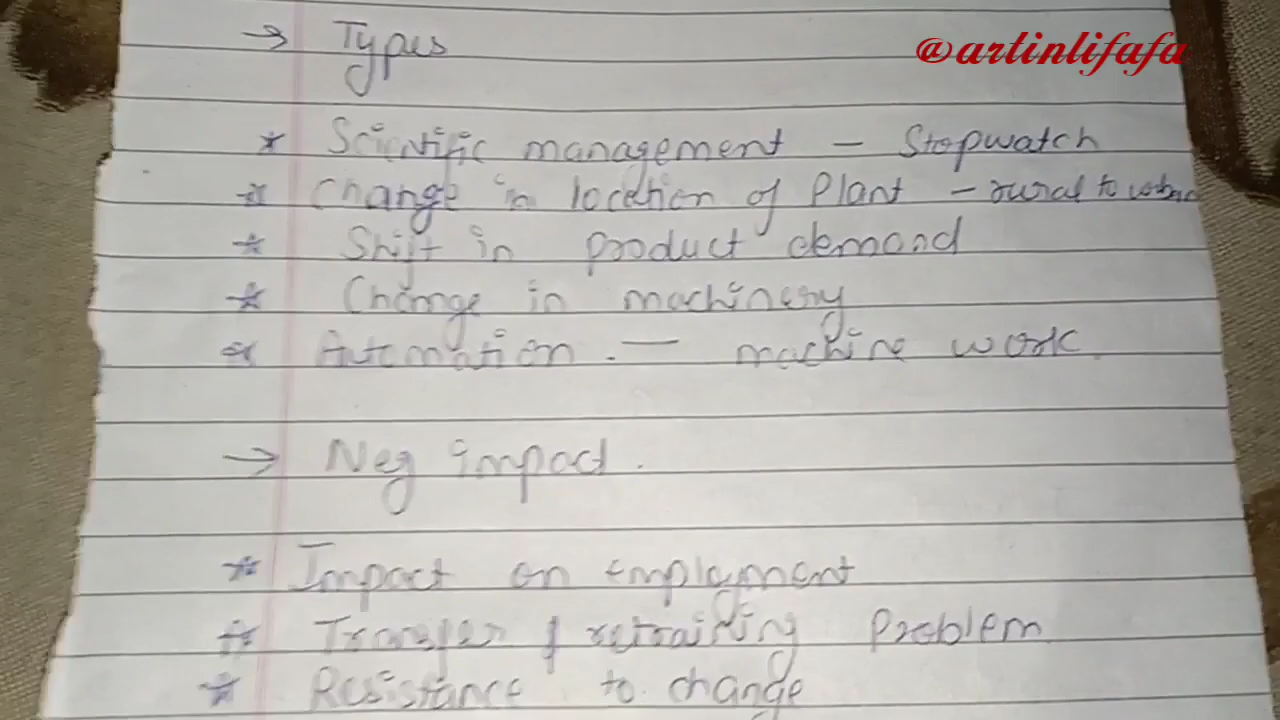 @artinlifafa
→ Types
* Scientific management - Stopwatch
* Change in location of Plant - rural to urban
* Shift in product demand
* Change in machinery
* Automation. - machine work.
→ Neg impact.
* Impact on emplyment
* Transfer & retraining Problem
* Resistance to change